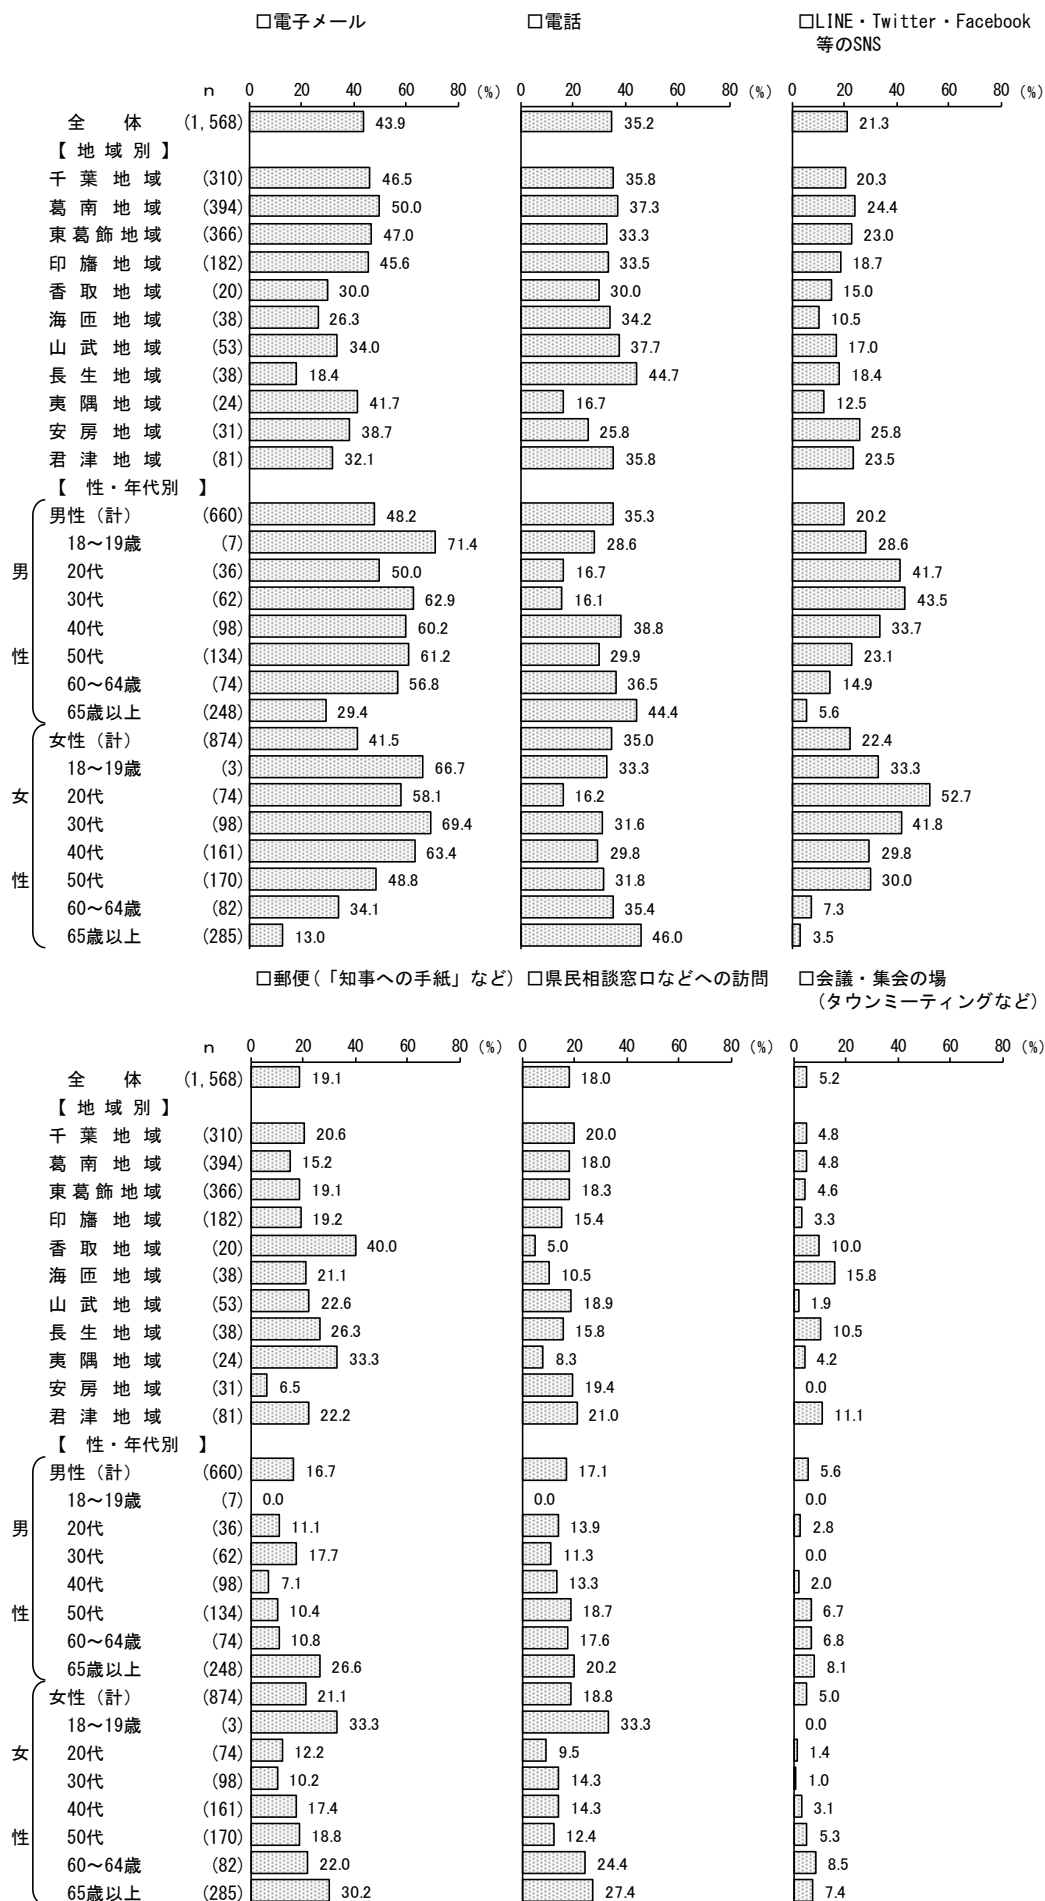 □電子メール □電話 □LINE・Twitter・Facebook
等のSNS
n 0 20 40 60 80 (%) 0 20 40 60 80 (%) 0 20 40 60 80 (%)
全 体 (1,568) 43.9 35.2 21.3
【 地 域 別 】
千 葉 地 域 (310) 46.5 35.8 20.3
葛 南 地 域 (394) 50.0 37.3 24.4
東 葛 飾 地 域 (366) 47.0 33.3 23.0
印 旛 地 域 (182) 45.6 33.5 18.7
香 取 地 域 (20) 30.0 30.0 15.0
海 匝 地 域 (38) 26.3 34.2 10.5
山 武 地 域 (53) 34.0 37.7 17.0
長 生 地 域 (38) 18.4 44.7 18.4
夷 隅 地 域 (24) 41.7 16.7 12.5
安 房 地 域 (31) 38.7 25.8 25.8
君 津 地 域 (81) 32.1 35.8 23.5
【 性・年代別 】
男性（計） (660) 48.2 35.3 20.2
18～19歳 (7) 71.4 28.6 28.6
男 20代 (36) 50.0 16.7 41.7
30代 (62) 62.9 16.1 43.5
40代 (98) 60.2 38.8 33.7
性 50代 (134) 61.2 29.9 23.1
60～64歳 (74) 56.8 36.5 14.9
65歳以上 (248) 29.4 44.4 5.6
女性（計） (874) 41.5 35.0 22.4
18～19歳 (3) 66.7 33.3 33.3
女 20代 (74) 58.1 16.2 52.7
30代 (98) 69.4 31.6 41.8
40代 (161) 63.4 29.8 29.8
性 50代 (170) 48.8 31.8 30.0
60～64歳 (82) 34.1 35.4 7.3
65歳以上 (285) 13.0 46.0 3.5
□郵便（「知事への手紙」など） □県民相談窓口などへの訪問 □会議・集会の場
（タウンミーティングなど）
n 0 20 40 60 80 (%) 0 20 40 60 80 (%) 0 20 40 60 80 (%)
全 体 (1,568) 19.1 18.0 5.2
【 地 域 別 】
千 葉 地 域 (310) 20.6 20.0 4.8
葛 南 地 域 (394) 15.2 18.0 4.8
東 葛 飾 地 域 (366) 19.1 18.3 4.6
印 旛 地 域 (182) 19.2 15.4 3.3
香 取 地 域 (20) 40.0 5.0 10.0
海 匝 地 域 (38) 21.1 10.5 15.8
山 武 地 域 (53) 22.6 18.9 1.9
長 生 地 域 (38) 26.3 15.8 10.5
夷 隅 地 域 (24) 33.3 8.3 4.2
安 房 地 域 (31) 6.5 19.4 0.0
君 津 地 域 (81) 22.2 21.0 11.1
【 性・年代別 】
男性（計） (660) 16.7 17.1 5.6
18～19歳 (7) 0.0 0.0 0.0
男 20代 (36) 11.1 13.9 2.8
30代 (62) 17.7 11.3 0.0
40代 (98) 7.1 13.3 2.0
性 50代 (134) 10.4 18.7 6.7
60～64歳 (74) 10.8 17.6 6.8
65歳以上 (248) 26.6 20.2 8.1
女性（計） (874) 21.1 18.8 5.0
18～19歳 (3) 33.3 33.3 0.0
女 20代 (74) 12.2 9.5 1.4
30代 (98) 10.2 14.3 1.0
40代 (161) 17.4 14.3 3.1
性 50代 (170) 18.8 12.4 5.3
60～64歳 (82) 22.0 24.4 8.5
65歳以上 (285) 30.2 27.4 7.4